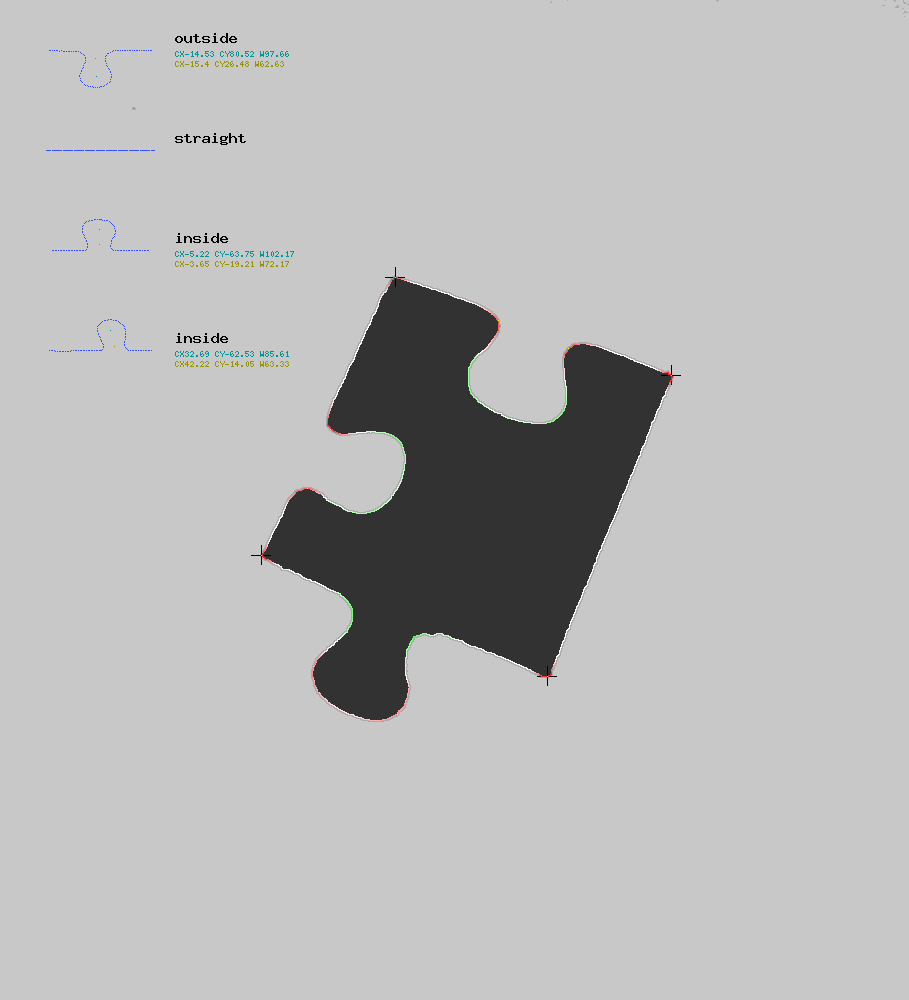 outside
CX-14.53 CY80.52 W97.66
CX-15.4 CY26.48 W62.63
straight
inside
CX-5.22 CY-63.75 W102.17
CX-3.65 CY-19.21 W72.17
inside
CX32.69 CY-62.53 W85.61
CX42.22 CY-14.05 W63.33